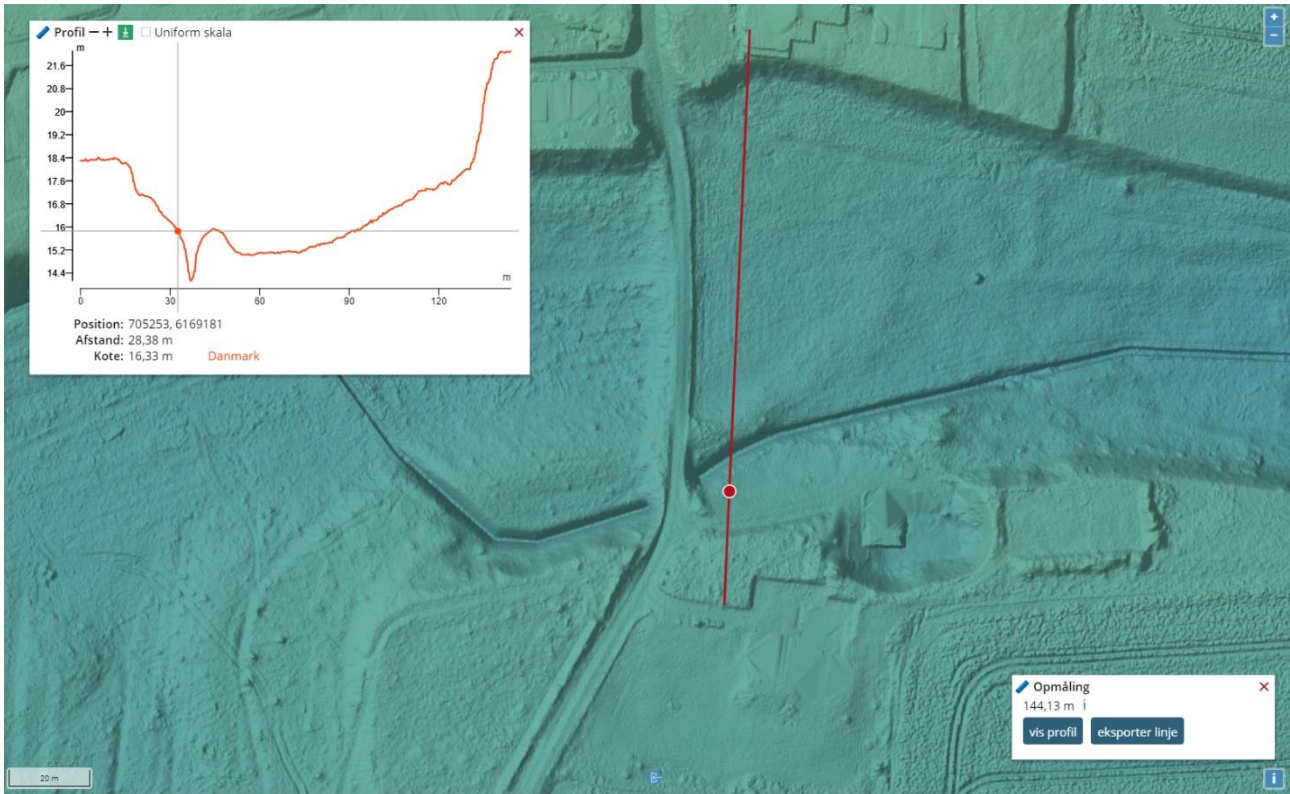 Profil Uniform skala
m
21.6
20.8
20
19.2
18.4
17.6
16.8
16
15.2
14.4
m
0 30 60 90 120
Position: 705253, 6169181
Afstand: 28,38 m
Kote: 16,33 m Danmark
Opmåling
144,13 m i
vis profil eksporter linje
20 m